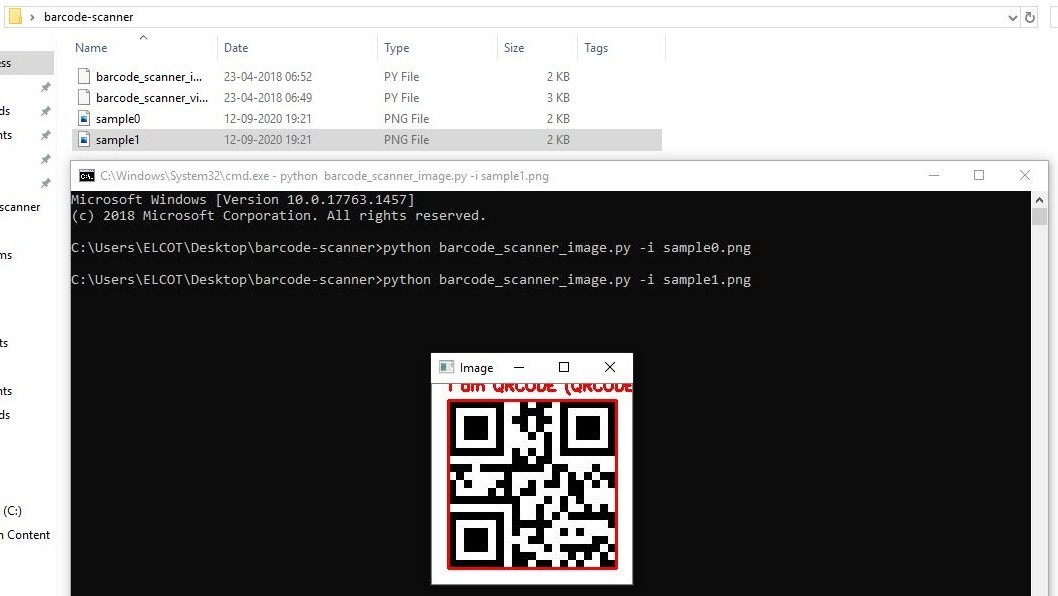 barcode-scanner
Name Date Type Size Tags
ess
barcode_scanner_i... 23-04-2018 06:52 PY File 2 KB
barcode_scanner_vi... 23-04-2018 06:49 PY File 3 KB
ds
sample0 12-09-2020 19:21 PNG File 2 KB
nts
sample1 12-09-2020 19:21 PNG File 2 KB
scanner
ms
ts
nts
ds
(C:)
n Content
C:\Windows\System32\cmd.exe - python barcode_scanner_image.py -i sample1.png
Microsoft Windows [Version 10.0.17763.1457]
(c) 2018 Microsoft Corporation. All rights reserved.
C:\Users\ELCOT\Desktop\barcode-scanner>python barcode_scanner_image.py -i sample0.png
C:\Users\ELCOT\Desktop\barcode-scanner>python barcode_scanner_image.py -i sample1.png
Image
I am QRCODE (QRCODE